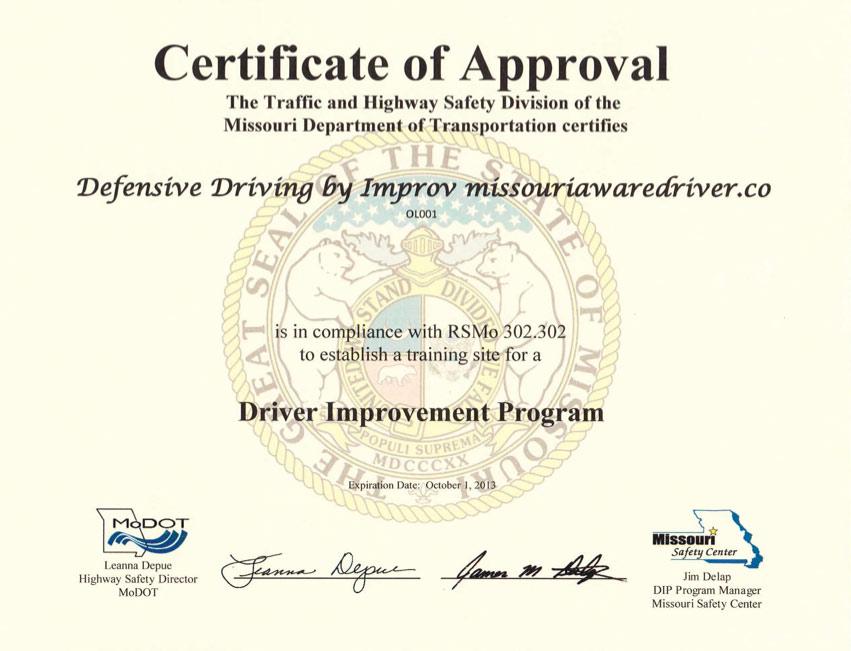 Certificate of Approval
The Traffic and Highway Safety Division of the
Missouri Department of Transportation certifies
Defensive Driving by Improv missouriawaredriver.co
OL001
THE GREAT SEAL OF THE STATE OF MISSOURI
UNITED WE STAND DIVIDED WE FALL
is in compliance with RSMo 302.302
to establish a training site for a
Driver Improvement Program
POPULI SUPREMA
MDCCCXX
Expiration Date: October 1, 2013
MoDOT
Leanna Depue
Highway Safety Director
MoDOT
Leanna Depue
James M Delap
Missouri
Safety Center
Jim Delap
DIP Program Manager
Missouri Safety Center